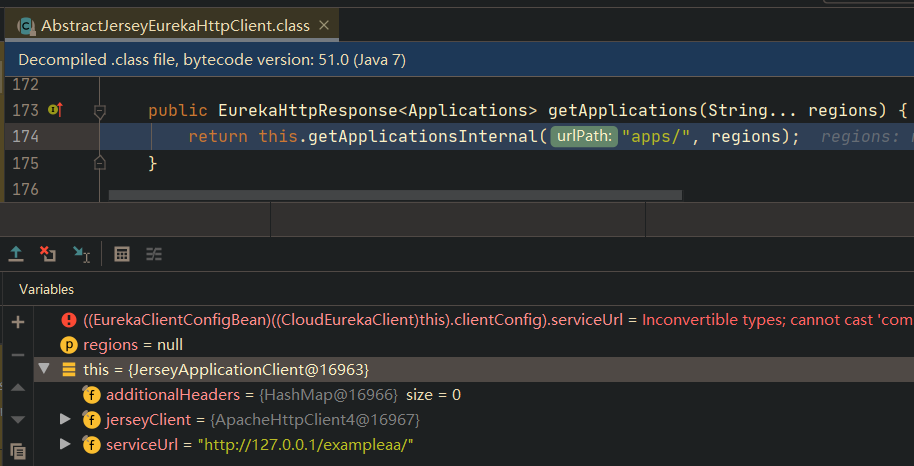 AbstractJerseyEurekaHttpClient.class
Decompiled .class file, bytecode version: 51.0 (Java 7)
172
173 public EurekaHttpResponse<Applications> getApplications(String... regions) {
174 return this.getApplicationsInternal( urlPath: "apps/", regions); regions:
175 }
176
Variables
((EurekaClientConfigBean)((CloudEurekaClient)this).clientConfig).serviceUrl = Inconvertible types; cannot cast 'com
regions = null
this = {JerseyApplicationClient@16963}
additionalHeaders = {HashMap@16966} size = 0
jerseyClient = {ApacheHttpClient4@16967}
serviceUrl = "http://127.0.0.1/exampleaa/"